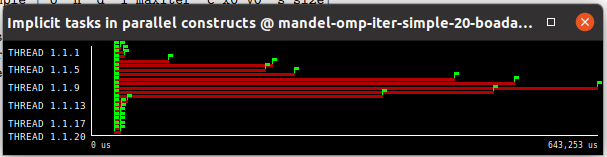 Implicit tasks in parallel constructs @ mandel-omp-iter-simple-20-boada...
THREAD 1.1.1
THREAD 1.1.5
THREAD 1.1.9
THREAD 1.1.13
THREAD 1.1.17
THREAD 1.1.20
0 us
643,253 us